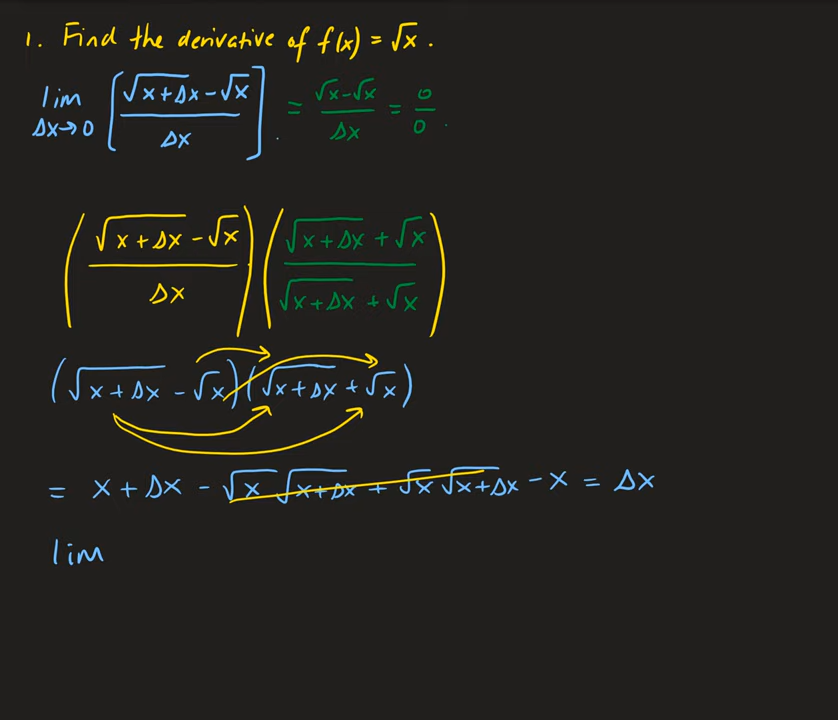 1. Find the derivative of f(x) = √x .
lim Δx→0 [ (√(x+Δx) - √x) / Δx ] . = (√x - √x) / Δx = 0/0 .
( (√(x+Δx) - √x) / Δx ) ( (√(x+Δx) + √x) / (√(x+Δx) + √x) )
(√(x+Δx) - √x)(√(x+Δx) + √x)
= x + Δx - √x √(x+Δx) + √x √(x+Δx) - x = Δx
lim